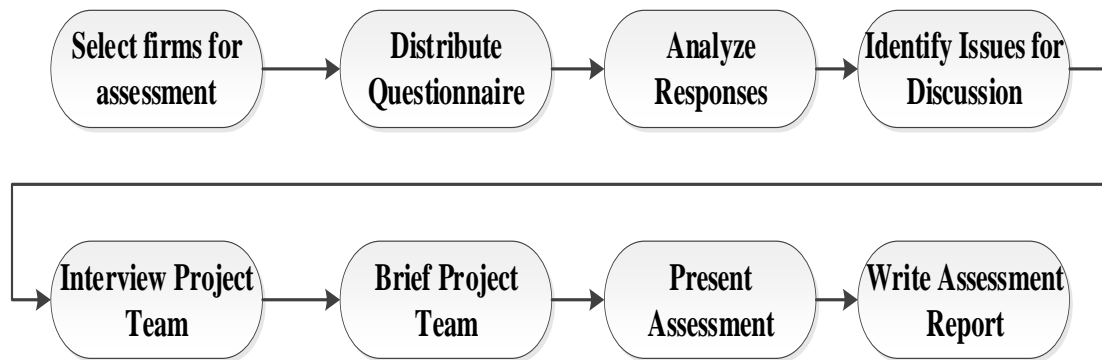 Select firms for
assessment
Distribute
Questionnaire
Analyze
Responses
Identify Issues for
Discussion
Interview Project
Team
Brief Project
Team
Present
Assessment
Write Assessment
Report